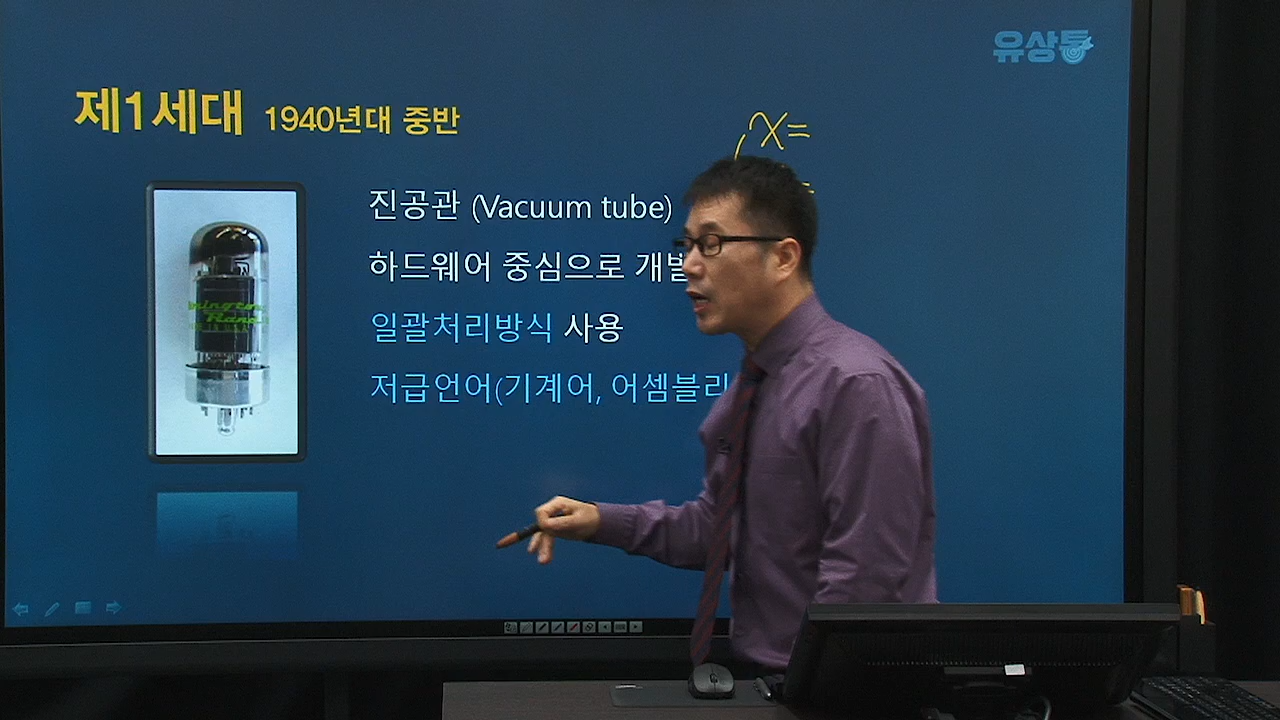 유상통
제1세대 1940년대 중반
x=
진공관 (Vacuum tube)
하드웨어 중심으로
일괄처리방식 사용
저급언어(기계어, 어셈블리